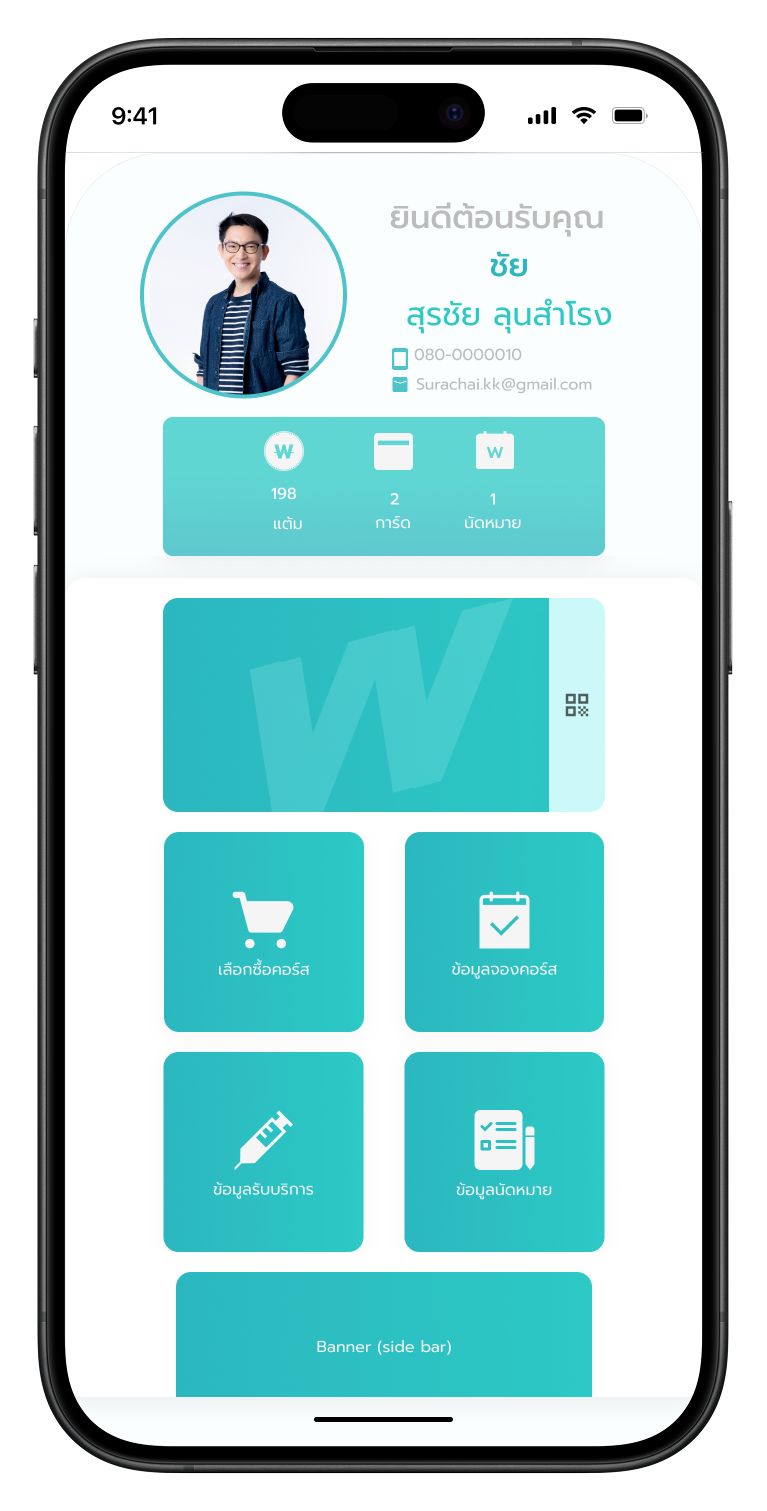 9:41
ยินดีต้อนรับคุณ
ชัย
สุรชัย ลุนสำโรง
080-0000010
Surachai.kk@gmail.com
W W
198 2 1
แต้ม การ์ด นัดหมาย
W
เลือกซื้อคอร์ส ข้อมูลจองคอร์ส
ข้อมูลรับบริการ ข้อมูลนัดหมาย
Banner (side bar)